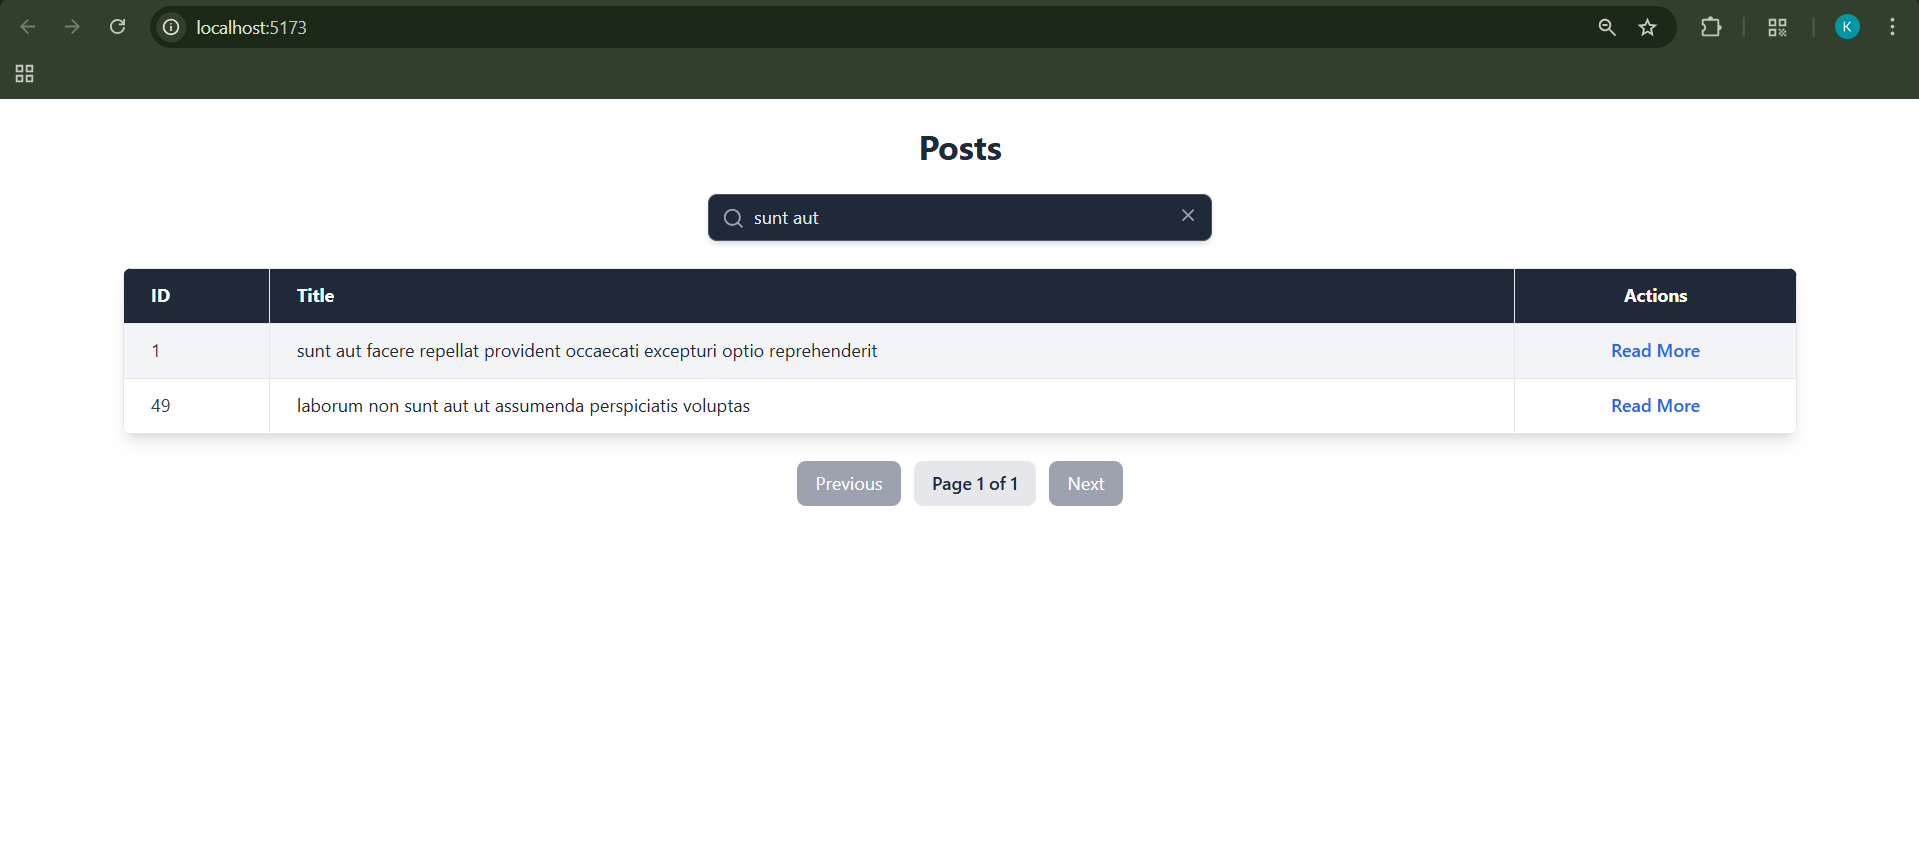 localhost:5173
K
Posts
sunt aut
ID Title Actions
1 sunt aut facere repellat provident occaecati excepturi optio reprehenderit Read More
49 laborum non sunt aut ut assumenda perspiciatis voluptas Read More
Previous Page 1 of 1 Next